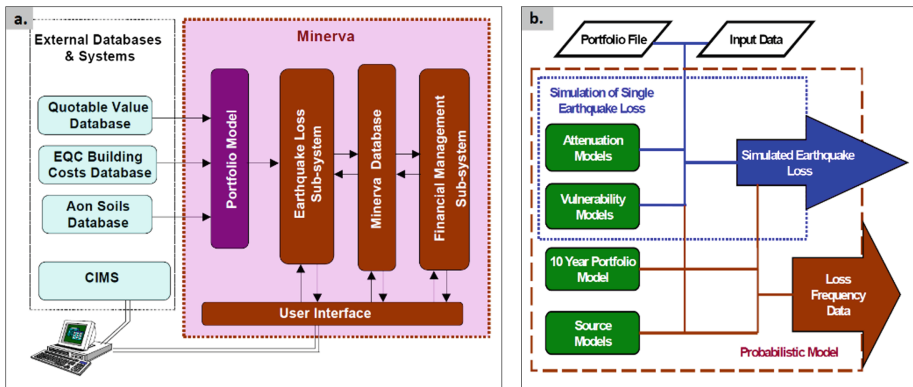 a.
External Databases
& Systems
Quotable Value
Database
EQC Building
Costs Database
Aon Soils
Database
CIMS
Minerva
Portfolio Model
Earthquake Loss
Sub-system
Minerva Database
Financial Management
Sub-system
User Interface
b.
Portfolio File
Input Data
Simulation of Single
Earthquake Loss
Attenuation
Models
Vulnerability
Models
Simulated Earthquake
Loss
10 Year Portfolio
Model
Source
Models
Loss
Frequency
Data
Probabilistic Model